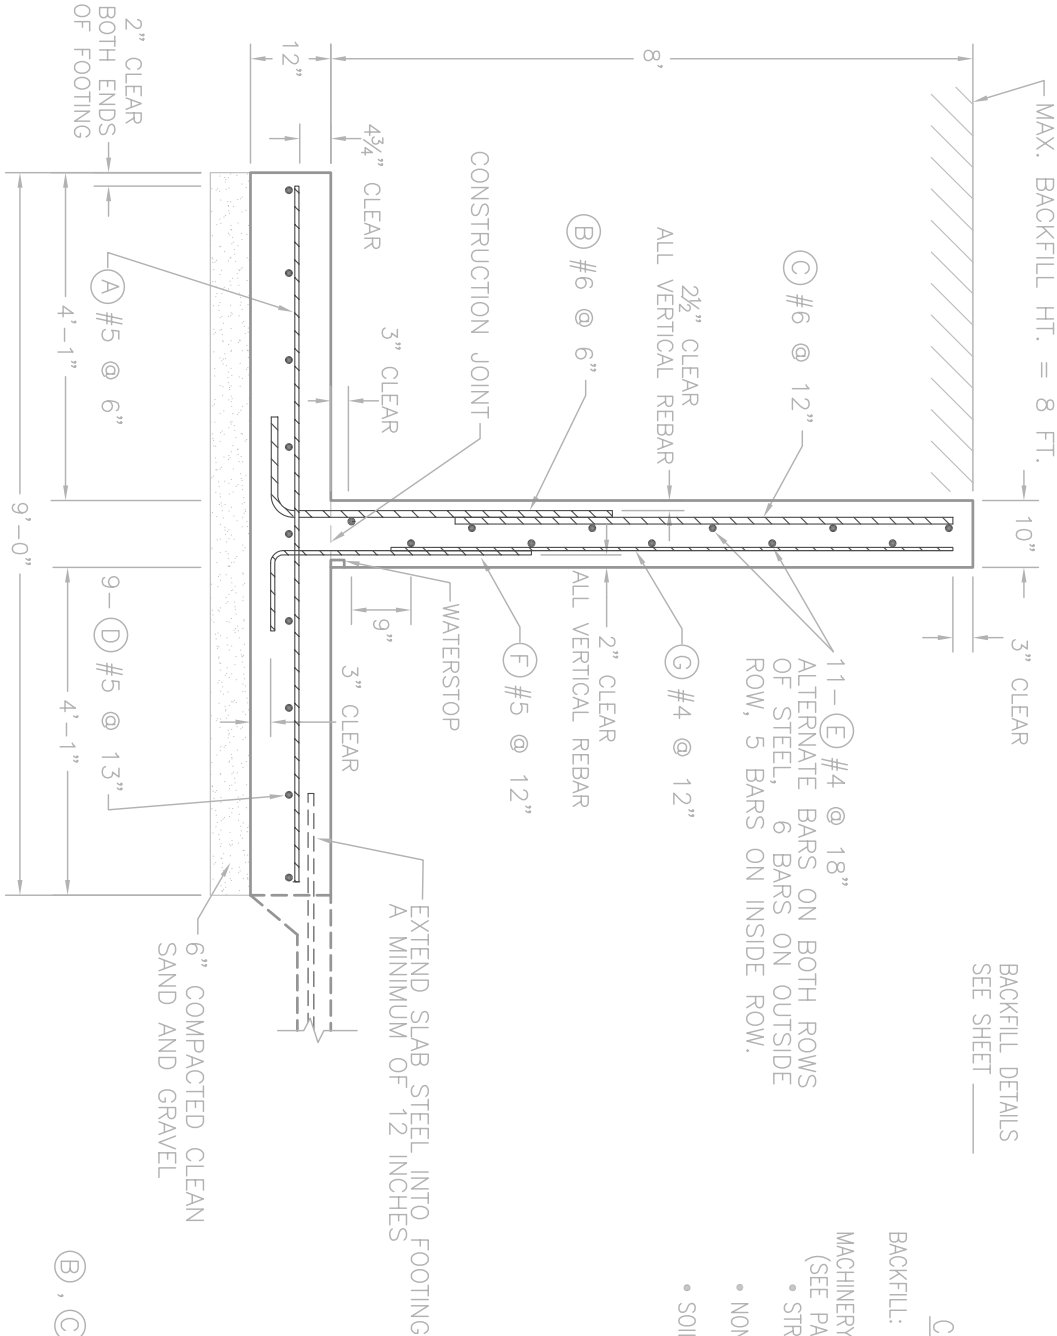 MAX. BACKFILL HT. = 8 FT.
8'
12"
10"
3" CLEAR
C #6 @ 12"
2½" CLEAR
ALL VERTICAL REBAR
B #6 @ 6"
CONSTRUCTION JOINT
4¾" CLEAR
3" CLEAR
2" CLEAR
BOTH ENDS
OF FOOTING
A #5 @ 6"
4'-1"
9'-0"
4'-1"
9- D #5 @ 13"
9"
WATERSTOP
3" CLEAR
F #5 @ 12"
2" CLEAR
ALL VERTICAL REBAR
G #4 @ 12"
11- E #4 @ 18"
ALTERNATE BARS ON BOTH ROWS
OF STEEL, 6 BARS ON OUTSIDE
ROW, 5 BARS ON INSIDE ROW.
EXTEND SLAB STEEL INTO FOOTING
A MINIMUM OF 12 INCHES
6" COMPACTED CLEAN
SAND AND GRAVEL
BACKFILL DETAILS
SEE SHEET
C
BACKFILL:
MACHINERY
(SEE PA
• STR
• NON
• SOIL
B , C